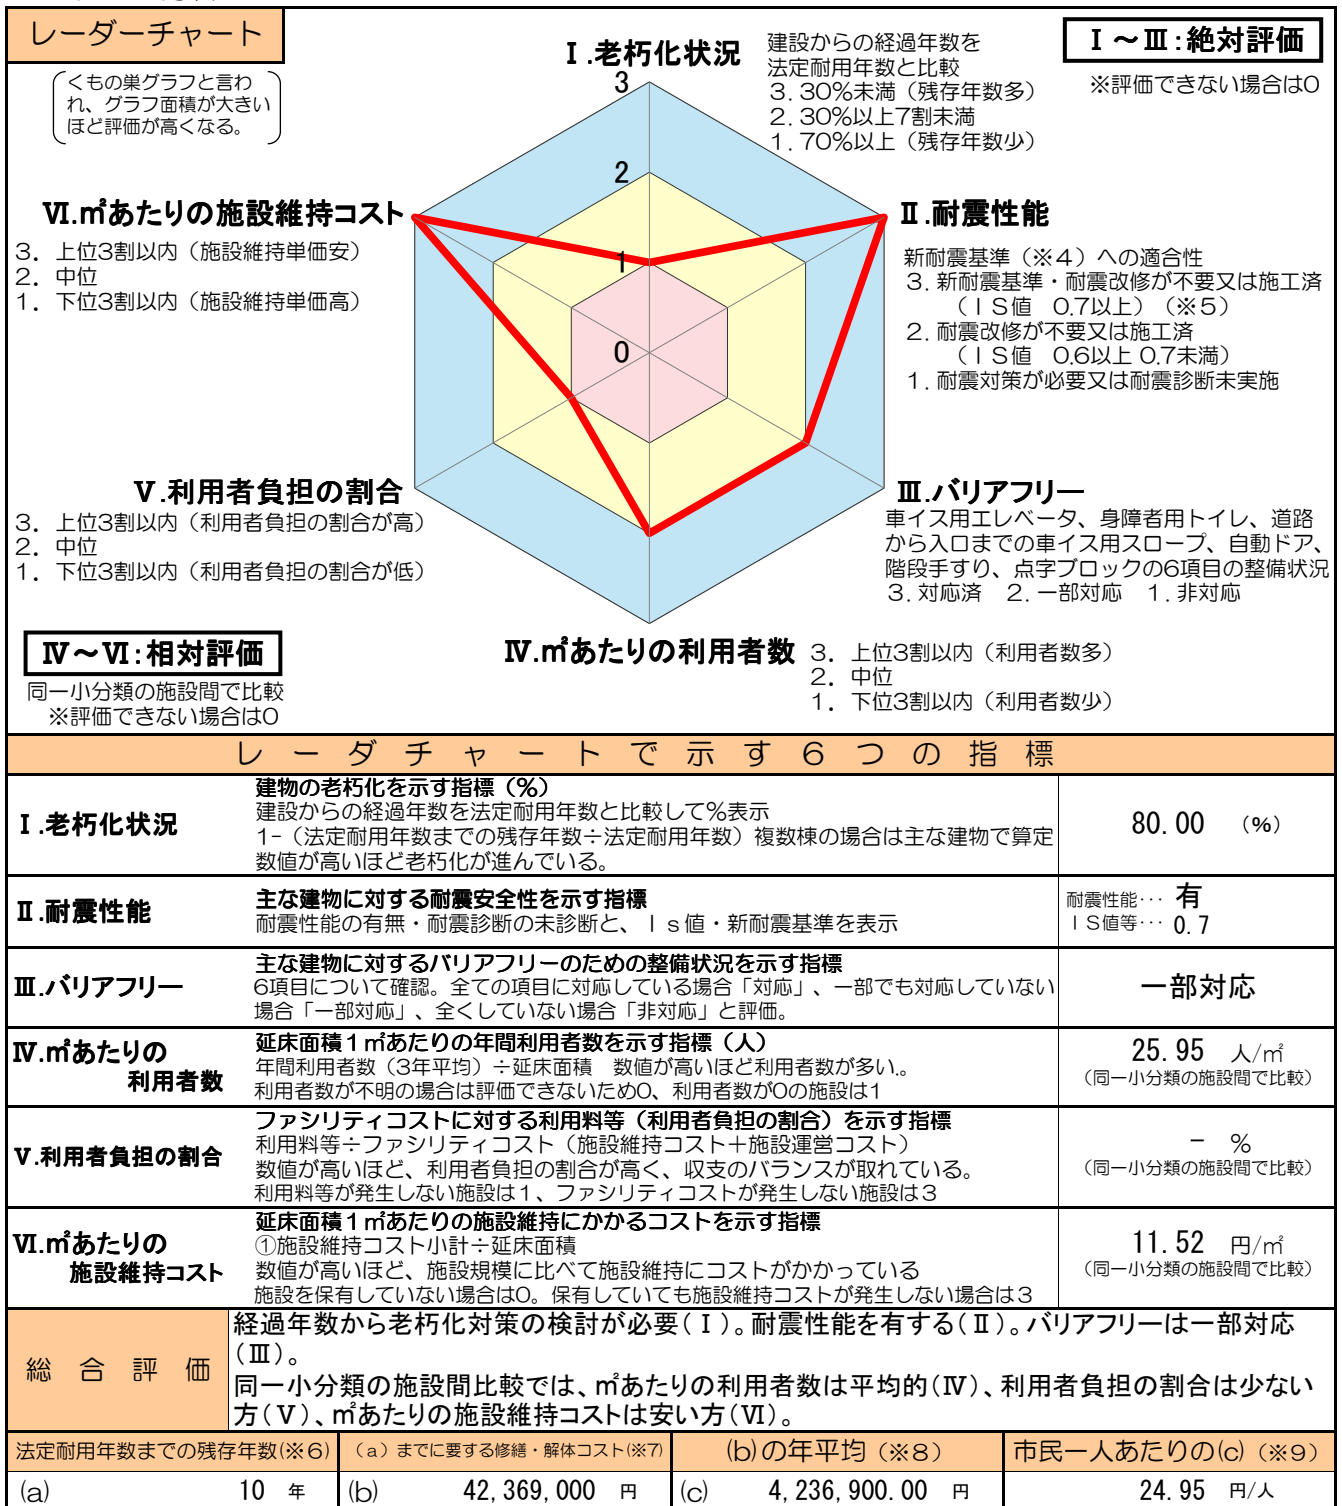 レーダーチャート
くもの巣グラフと言わ
れ、グラフ面積が大きい
ほど評価が高くなる。
Ⅰ.老朽化状況
建設からの経過年数を
法定耐用年数と比較
3. 30%未満（残存年数多）
2. 30%以上7割未満
1. 70%以上（残存年数少）
Ⅰ～Ⅲ:絶対評価
※評価できない場合は0
3
2
1
0
Ⅵ.㎡あたりの施設維持コスト
3. 上位3割以内（施設維持単価安）
2. 中位
1. 下位3割以内（施設維持単価高）
Ⅱ.耐震性能
新耐震基準（※4）への適合性
3. 新耐震基準・耐震改修が不要又は施工済
（ＩＳ値 0.7以上）（※5）
2. 耐震改修が不要又は施工済
（ＩＳ値 0.6以上 0.7未満）
1. 耐震対策が必要又は耐震診断未実施
Ⅴ.利用者負担の割合
3. 上位3割以内（利用者負担の割合が高）
2. 中位
1. 下位3割以内（利用者負担の割合が低）
Ⅲ.バリアフリー
車イス用エレベータ、身障者用トイレ、道路
から入口までの車イス用スロープ、自動ドア、
階段手すり、点字ブロックの6項目の整備状況
3. 対応済 2. 一部対応 1. 非対応
Ⅳ～Ⅵ:相対評価
同一小分類の施設間で比較
※評価できない場合は0
Ⅳ.㎡あたりの利用者数
3. 上位3割以内（利用者数多）
2. 中位
1. 下位3割以内（利用者数少）
レーダチャートで示す6つの指標
Ⅰ.老朽化状況
建物の老朽化を示す指標（%）
建設からの経過年数を法定耐用年数と比較して%表示
1-（法定耐用年数までの残存年数÷法定耐用年数）複数棟の場合は主な建物で算定
数値が高いほど老朽化が進んでいる。
80.00 （%）
Ⅱ.耐震性能
主な建物に対する耐震安全性を示す指標
耐震性能の有無・耐震診断の未診断と、Ｉｓ値・新耐震基準を表示
耐震性能… 有
ＩＳ値等… 0.7
Ⅲ.バリアフリー
主な建物に対するバリアフリーのための整備状況を示す指標
6項目について確認。全ての項目に対応している場合「対応」、一部でも対応していない
場合「一部対応」、全くしていない場合「非対応」と評価。
一部対応
Ⅳ.㎡あたりの
利用者数
延床面積１㎡あたりの年間利用者数を示す指標（人）
年間利用者数（3年平均）÷延床面積 数値が高いほど利用者数が多い。
利用者数が不明の場合は評価できないため0、利用者数が0の施設は1
25.95 人/㎡
（同一小分類の施設間で比較）
Ⅴ.利用者負担の割合
ファシリティコストに対する利用料等（利用者負担の割合）を示す指標
利用料等÷ファシリティコスト（施設維持コスト＋施設運営コスト）
数値が高いほど、利用者負担の割合が高く、収支のバランスが取れている。
利用料等が発生しない施設は１、ファシリティコストが発生しない施設は３
- %
（同一小分類の施設間で比較）
Ⅵ.㎡あたりの
施設維持コスト
延床面積１㎡あたりの施設維持にかかるコストを示す指標
①施設維持コスト小計÷延床面積
数値が高いほど、施設規模に比べて施設維持にコストがかかっている
施設を保有していない場合は0。保有していても施設維持コストが発生しない場合は３
11.52 円/㎡
（同一小分類の施設間で比較）
総合評価
経過年数から老朽化対策の検討が必要(Ⅰ)。耐震性能を有する(Ⅱ)。バリアフリーは一部対応
(Ⅲ)。
同一小分類の施設間比較では、㎡あたりの利用者数は平均的(Ⅳ)、利用者負担の割合は少ない
方(Ⅴ)、㎡あたりの施設維持コストは安い方(Ⅵ)。
法定耐用年数までの残存年数(※6)
（a）までに要する修繕・解体コスト(※7)
(b)の年平均（※8）
市民一人あたりの(c)（※9）
(a) 10 年
(b) 42,369,000 円
(c) 4,236,900.00 円
24.95 円/人